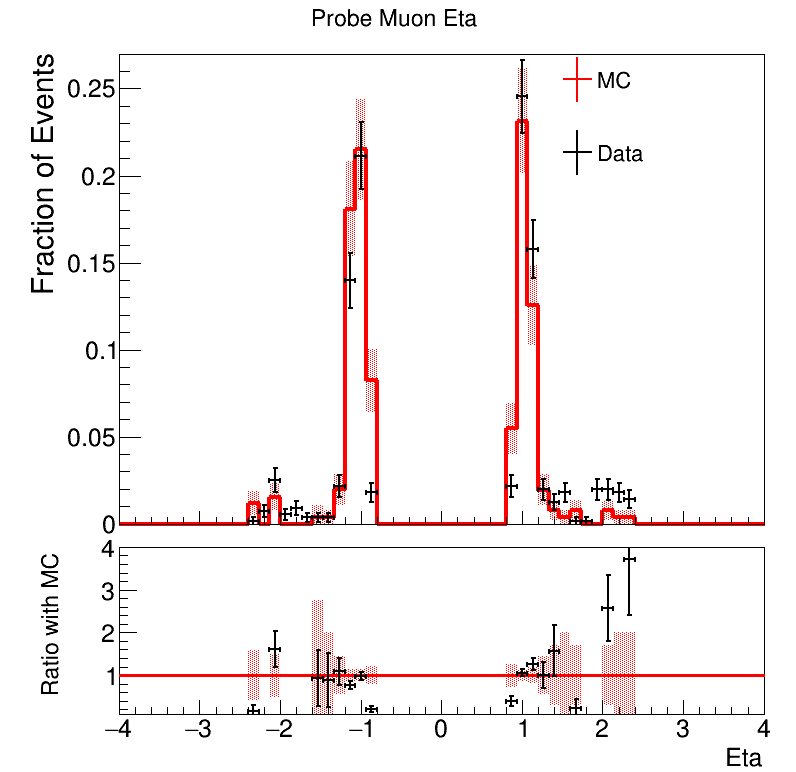 Probe Muon Eta
Fraction of Events
0.25
0.2
0.15
0.1
0.05
0
MC
Data
Ratio with MC
4
3
2
1
−4 −3 −2 −1 0 1 2 3 4
Eta